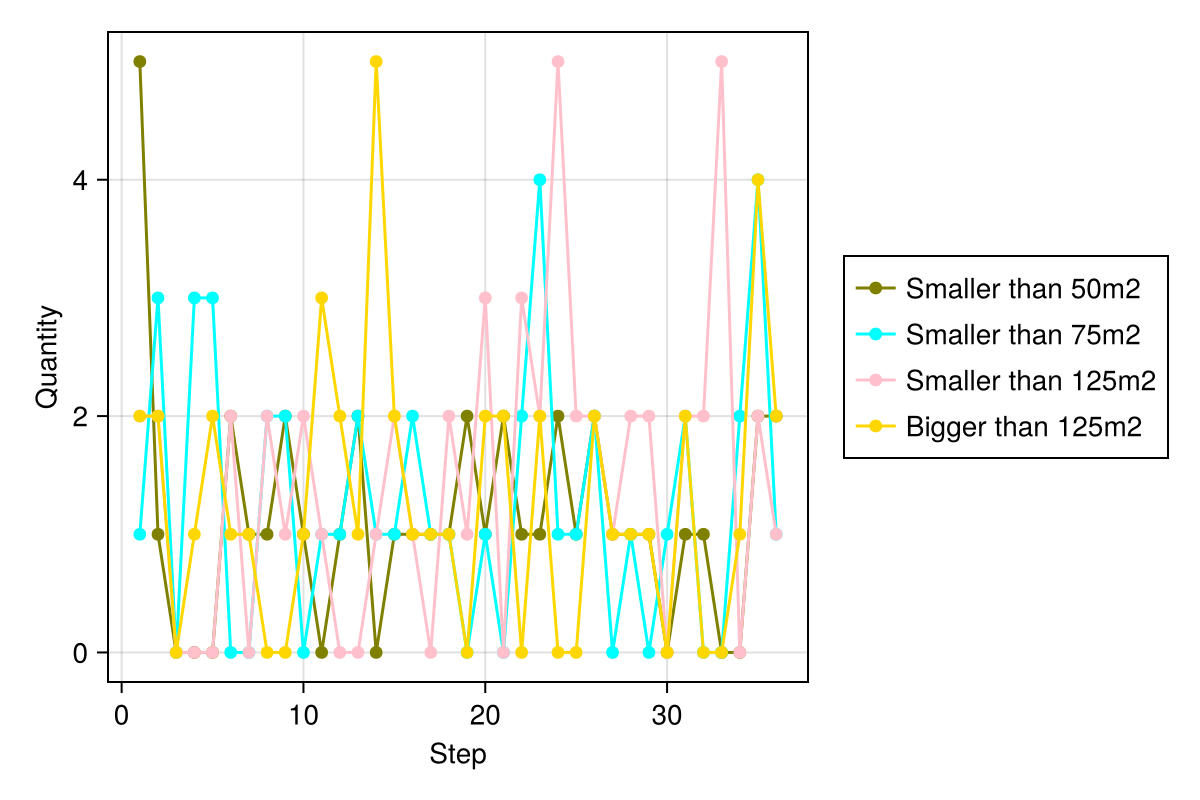 4
2
0
0
10
20
30
Quantity
Step
Smaller than 50m2
Smaller than 75m2
Smaller than 125m2
Bigger than 125m2